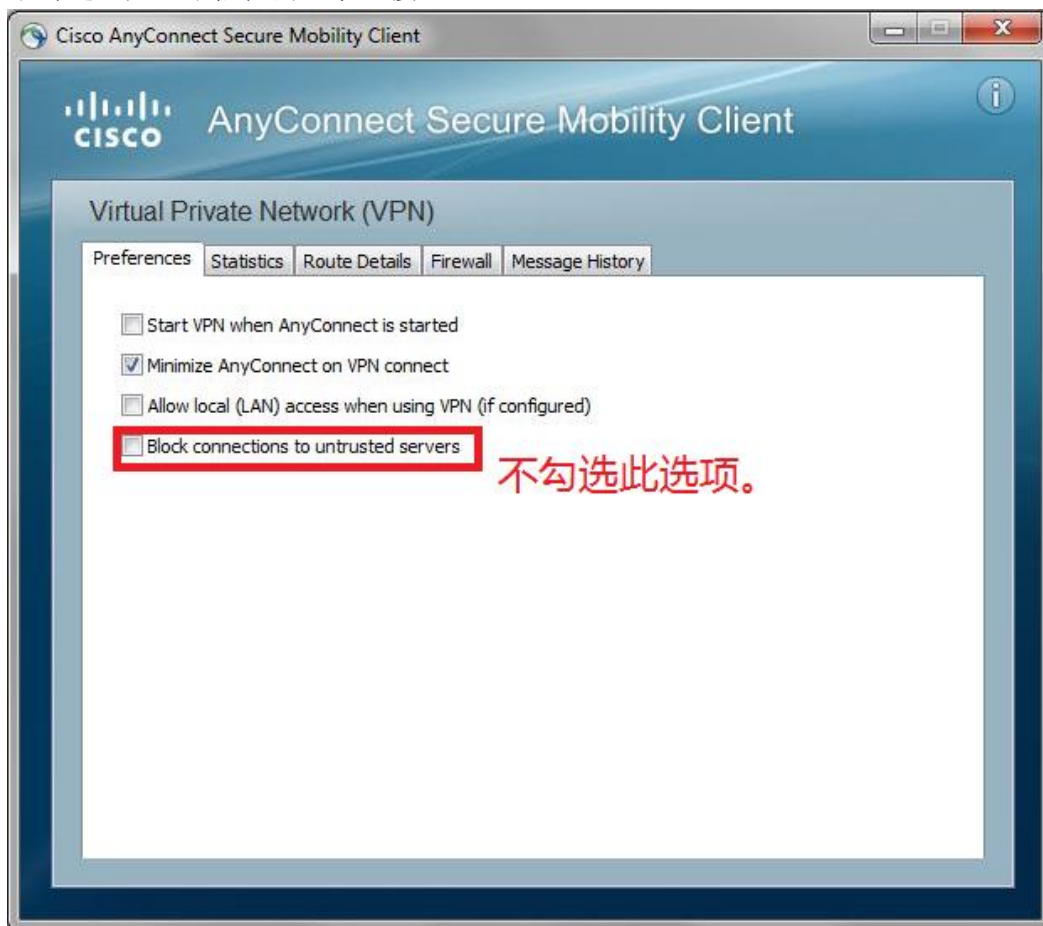 Cisco AnyConnect Secure Mobility Client
CISCO
AnyConnect Secure Mobility Client
Virtual Private Network (VPN)
Preferences Statistics Route Details Firewall Message History
Start VPN when AnyConnect is started
Minimize AnyConnect on VPN connect
Allow local (LAN) access when using VPN (if configured)
Block connections to untrusted servers
不勾选此选项。